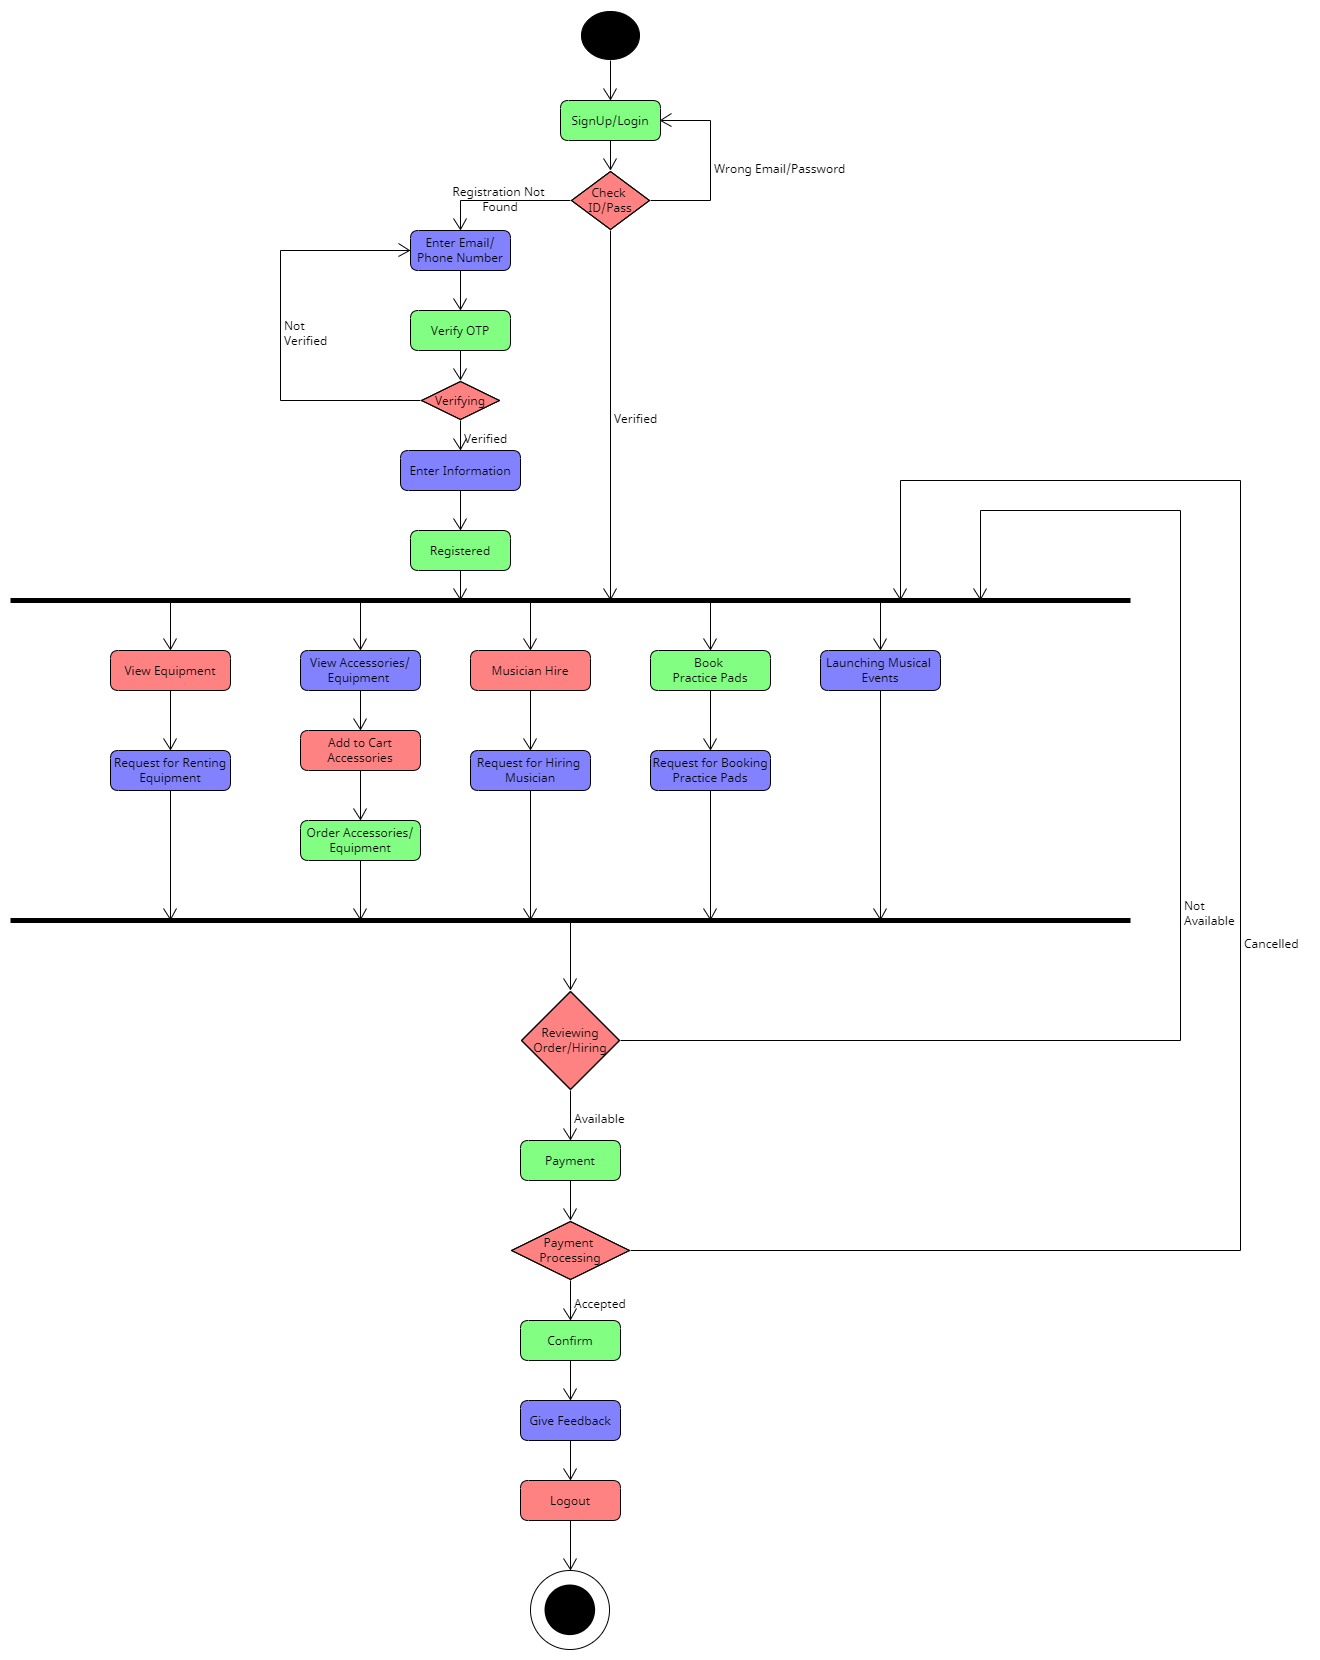 SignUp/Login
Wrong Email/Password
Check
ID/Pass
Registration Not
Found
Enter Email/
Phone Number
Not
Verified
Verify OTP
Verifying
Verified
Verified
Enter Information
Registered
View Equipment
View Accessories/
Equipment
Musician Hire
Book
Practice Pads
Launching Musical
Events
Request for Renting
Equipment
Add to Cart
Accessories
Request for Hiring
Musician
Request for Booking
Practice Pads
Order Accessories/
Equipment
Not
Available
Cancelled
Reviewing
Order/Hiring
Available
Payment
Payment
Processing
Accepted
Confirm
Give Feedback
Logout